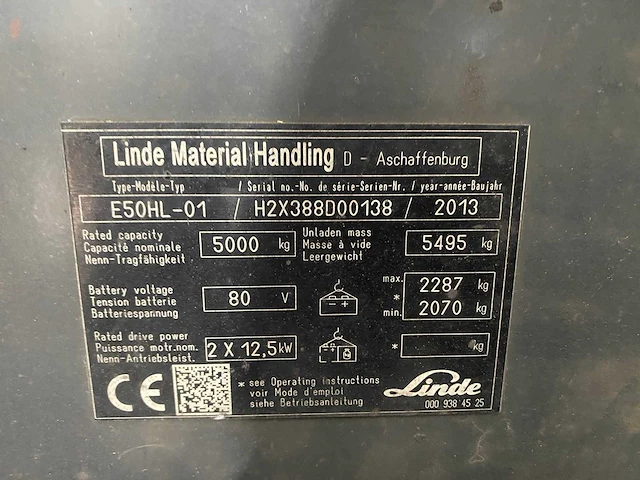 Linde Material Handling D - Aschaffenburg
Type-Modèle-Typ / Serial no.-No. de série-Serien-Nr. / year-année-Baujahr
E50HL-01 / H2X388D00138 / 2013
Rated capacity
Capacité nominale
Nenn-Tragfähigkeit
5000 kg
Unladen mass
Masse à vide
Leergewicht
5495 kg
Battery voltage
Tension batterie
Batteriespannung
80 V
- +
max. 2287 kg
*
min. 2070 kg
Rated drive power
Puissance motr.nom.
Nenn-Antriebsleist.
2 X 12,5kW
- +
* kg
CE
* see Operating instructions
voir Mode d'emploi
siehe Betriebsanleitung
Linde
000 938 45 25